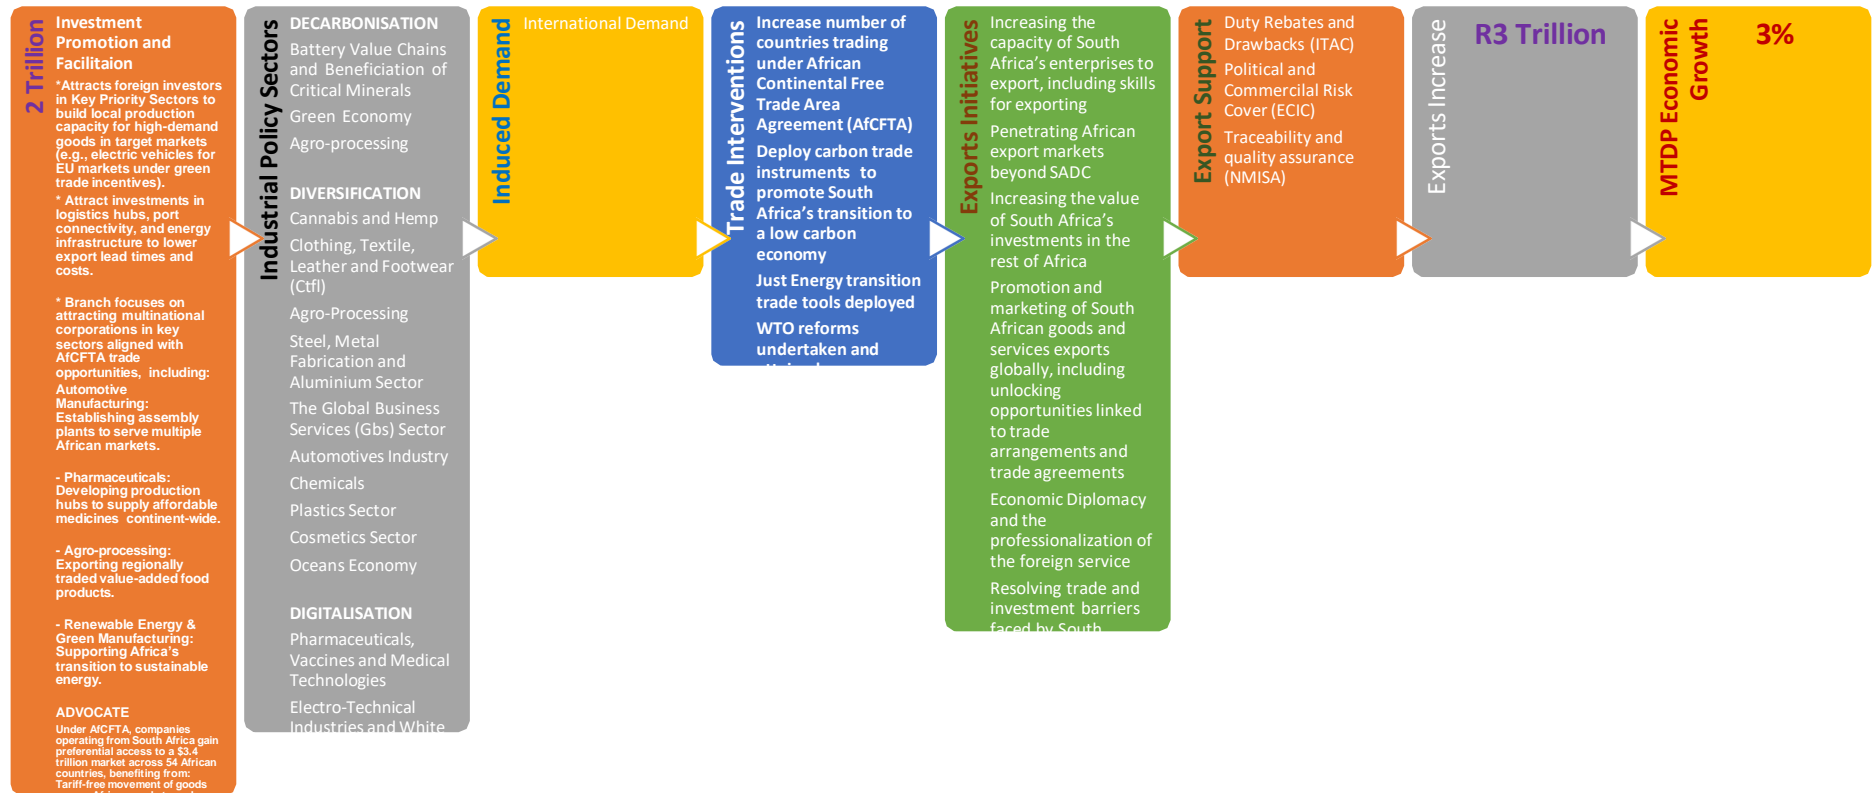 2 Trillion
Investment
Promotion and
Facilitaion
*Attracts foreign investors
in Key Priority Sectors to
build local production
capacity for high-demand
goods in target markets
(e.g., electric vehicles for
EU markets under green
trade incentives).
* Attract investments in
logistics hubs, port
connectivity, and energy
infrastructure to lower
export lead times and
costs.
* Branch focuses on
attracting multinational
corporations in key
sectors aligned with
AfCFTA trade
opportunities, including:
Automotive
Manufacturing:
Establishing assembly
plants to serve multiple
African markets.
- Pharmaceuticals:
Developing production
hubs to supply affordable
medicines continent-wide.
- Agro-processing:
Exporting regionally
traded value-added food
products.
- Renewable Energy &
Green Manufacturing:
Supporting Africa's
transition to sustainable
energy.
ADVOCATE
Under AfCFTA, companies
operating from South Africa gain
preferential access to a $3.4
trillion market across 54 African
countries, benefiting from:
Tariff-free movement of goods
Industrial Policy Sectors
DECARBONISATION
Battery Value Chains
and Beneficiation of
Critical Minerals
Green Economy
Agro-processing
DIVERSIFICATION
Cannabis and Hemp
Clothing, Textile,
Leather and Footwear
(Ctfl)
Agro-Processing
Steel, Metal
Fabrication and
Aluminium Sector
The Global Business
Services (Gbs) Sector
Automotives Industry
Chemicals
Plastics Sector
Cosmetics Sector
Oceans Economy
DIGITALISATION
Pharmaceuticals,
Vaccines and Medical
Technologies
Electro-Technical
Industries and White
Induced Demand
International Demand
Trade Interventions
Increase number of
countries trading
under African
Continental Free
Trade Area
Agreement (AfCFTA)
Deploy carbon trade
instruments to
promote South
Africa's transition to
a low carbon
economy
Just Energy transition
trade tools deployed
WTO reforms
undertaken and
Exports Initiatives
Increasing the
capacity of South
Africa's enterprises to
export, including skills
for exporting
Penetrating African
export markets
beyond SADC
Increasing the value
of South Africa's
investments in the
rest of Africa
Promotion and
marketing of South
African goods and
services exports
globally, including
unlocking
opportunities linked
to trade
arrangements and
trade agreements
Economic Diplomacy
and the
professionalization of
the foreign service
Resolving trade and
investment barriers
faced by South
Export Support
Duty Rebates and
Drawbacks (ITAC)
Political and
Commercilal Risk
Cover (ECIC)
Traceability and
quality assurance
(NMISA)
Exports Increase
R3 Trillion
MTDP Economic
Growth
3%